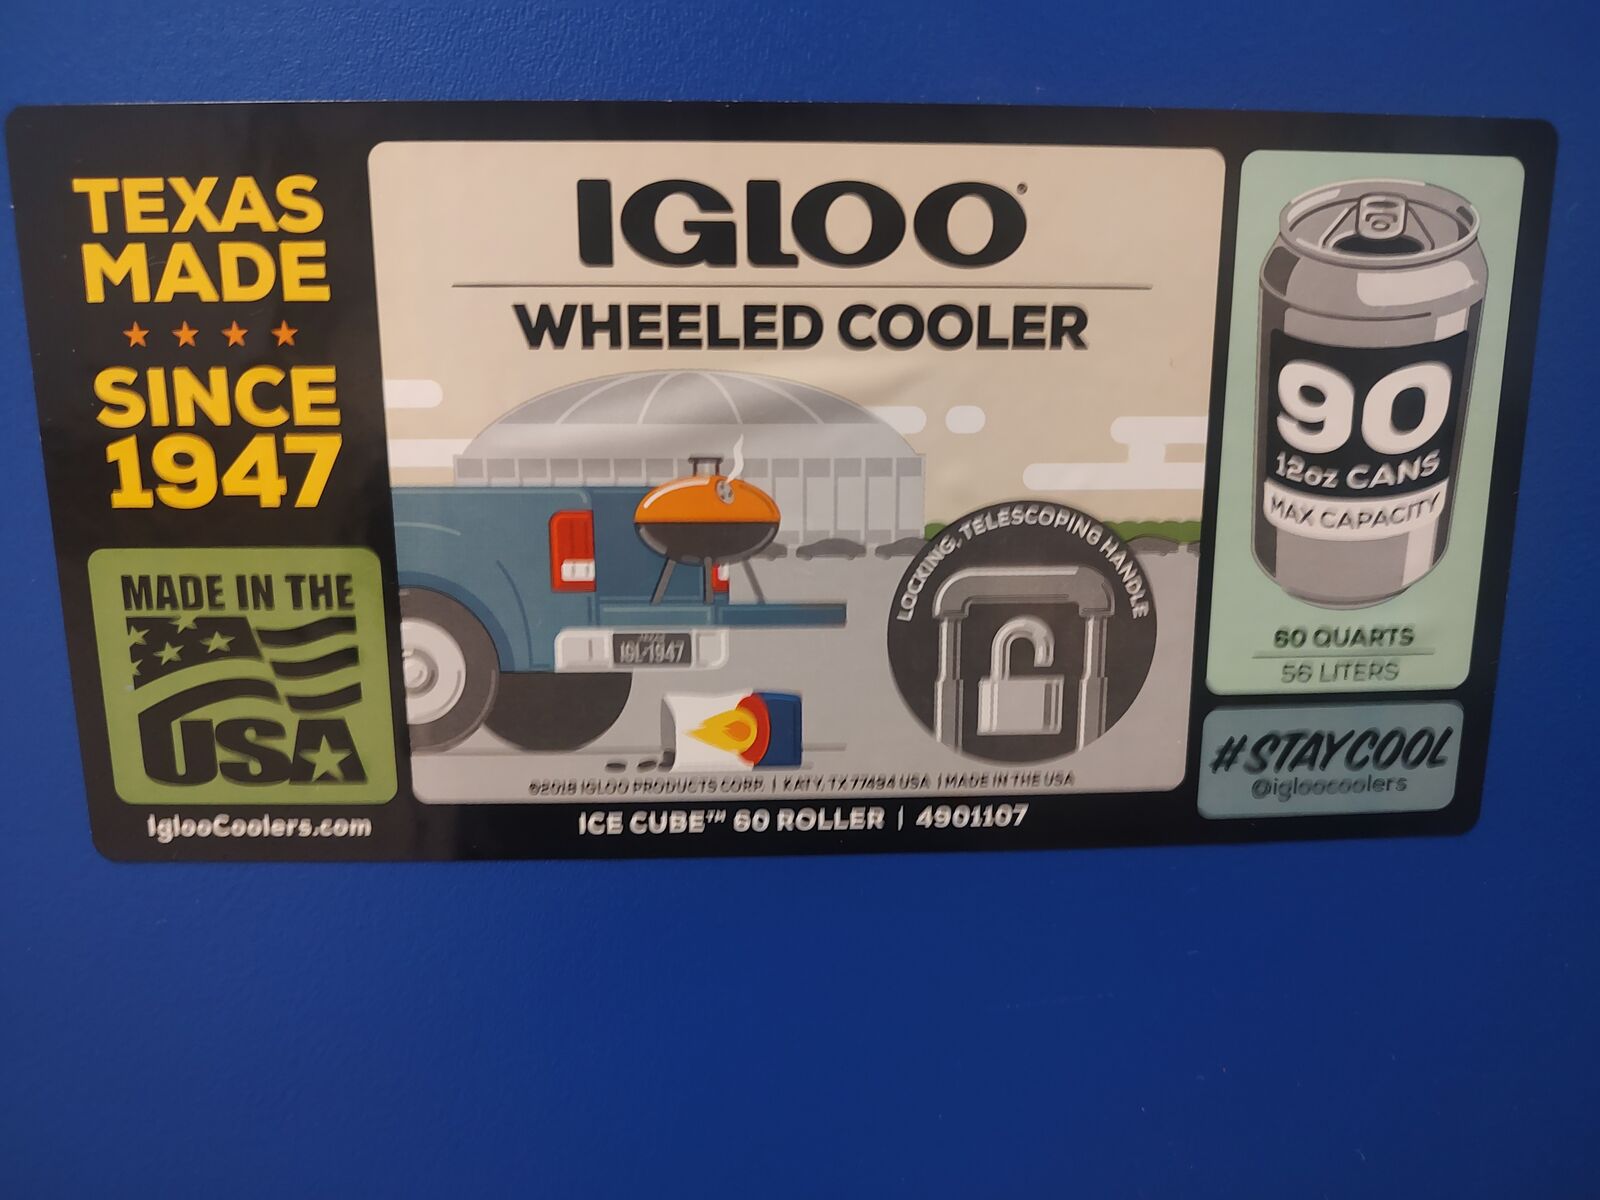 TEXAS
MADE
SINCE
1947
MADE IN THE
USA
IglooCoolers.com
IGLOO®
WHEELED COOLER
LOCKING, TELESCOPING HANDLE
IGL-1947
©2018 IGLOO PRODUCTS CORP. | KATY, TX 77494 USA | MADE IN THE USA
ICE CUBE™ 60 ROLLER | 4901107
90
12oz CANS
MAX CAPACITY
60 QUARTS
56 LITERS
#STAYCOOL
@igloocoolers